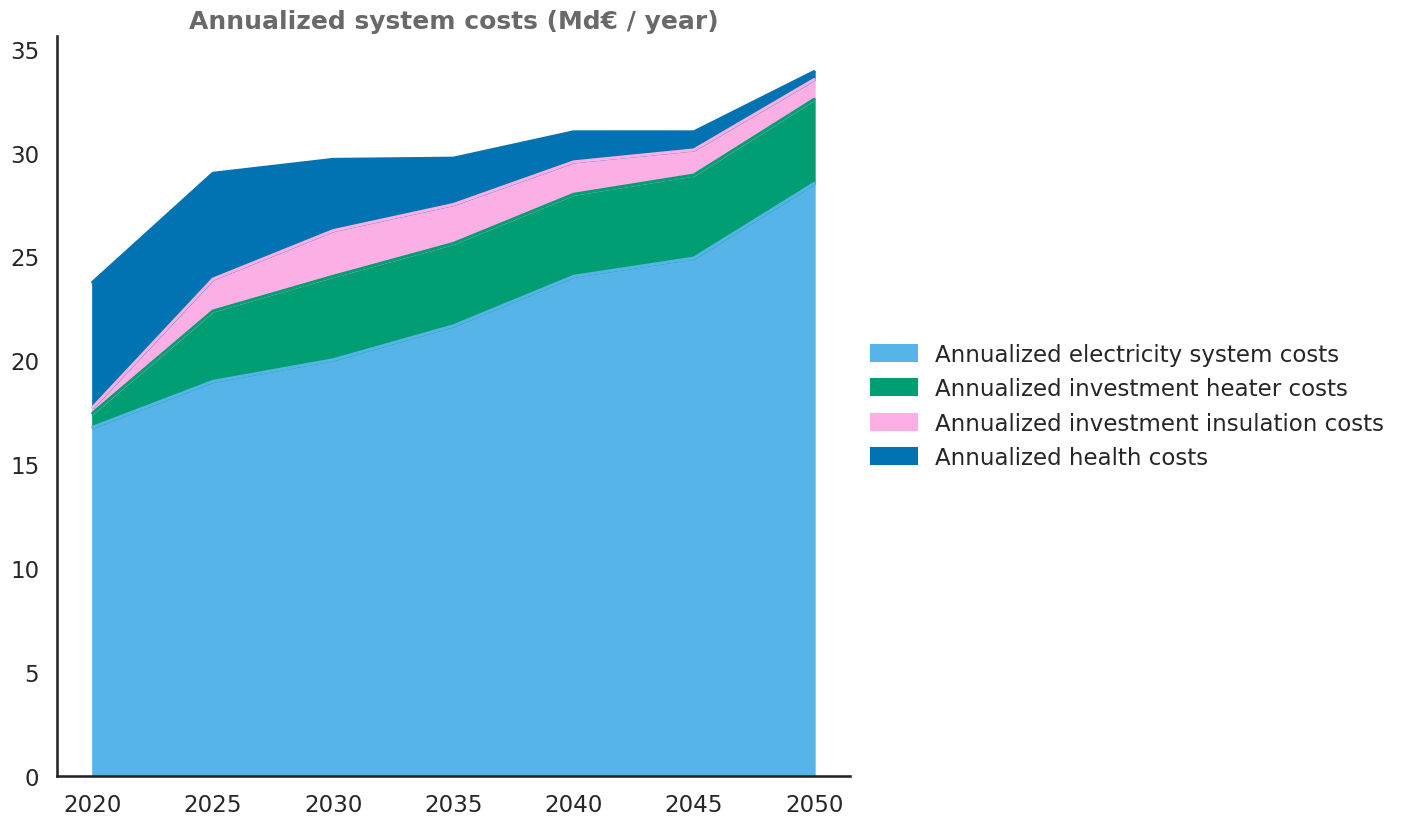 Annualized system costs (Md€ / year)
35
30
25
20
15
10
5
0
2020 2025 2030 2035 2040 2045 2050
Annualized electricity system costs
Annualized investment heater costs
Annualized investment insulation costs
Annualized health costs